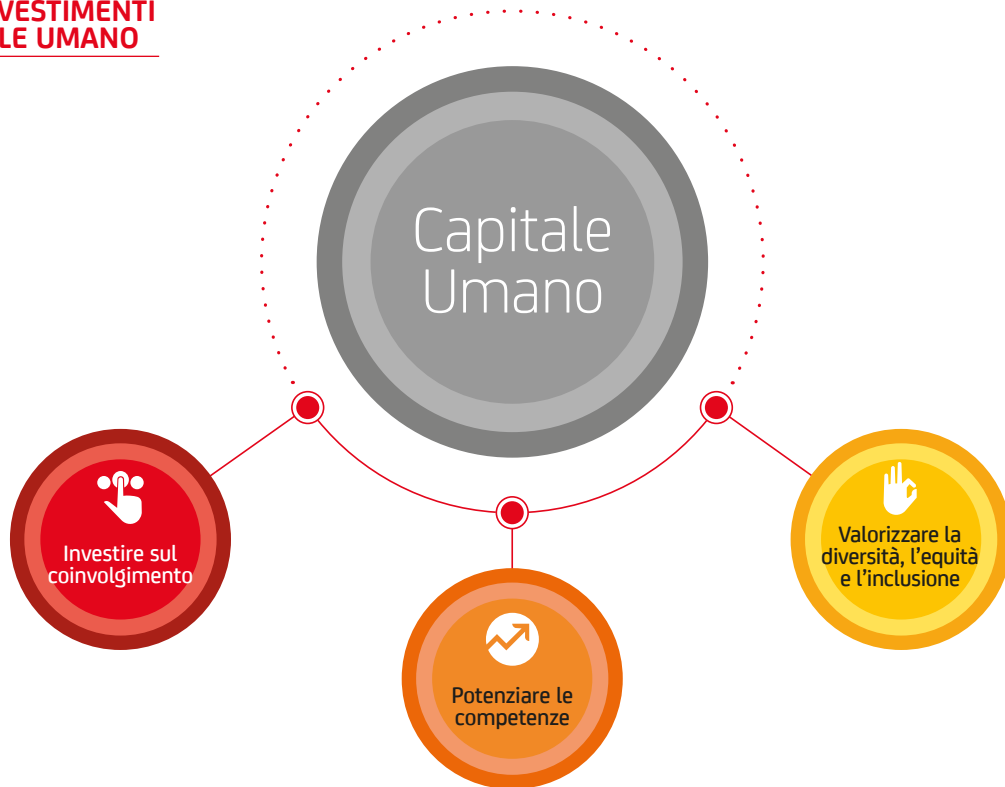 VESTIMENTI
LE UMANO
Capitale
Umano
Investire sul
coinvolgimento
Potenziare le
competenze
Valorizzare la
diversità, l'equità
e l'inclusione